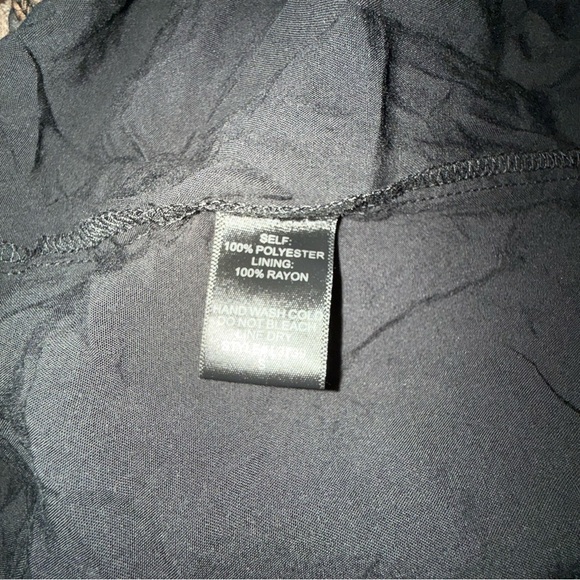 SELF:
100% POLYESTER
LINING:
100% RAYON
HAND WASH COLD
DO NOT BLEACH
LINE DRY